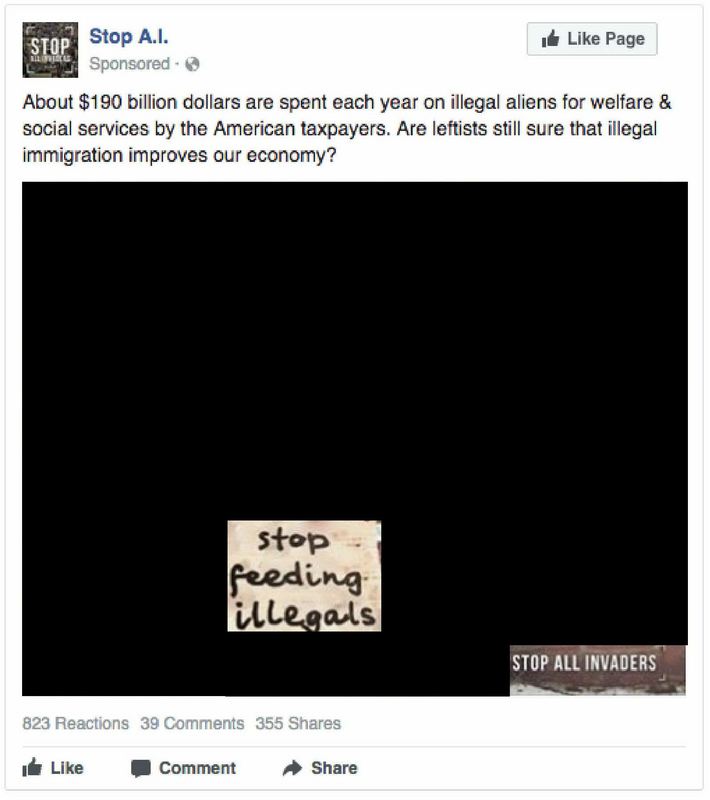 STOP
ALL INVADERS
Stop A.I.
Sponsored ·
Like Page
About $190 billion dollars are spent each year on illegal aliens for welfare &
social services by the American taxpayers. Are leftists still sure that illegal
immigration improves our economy?
stop
feeding
illegals
STOP ALL INVADERS
823 Reactions 39 Comments 355 Shares
Like Comment Share